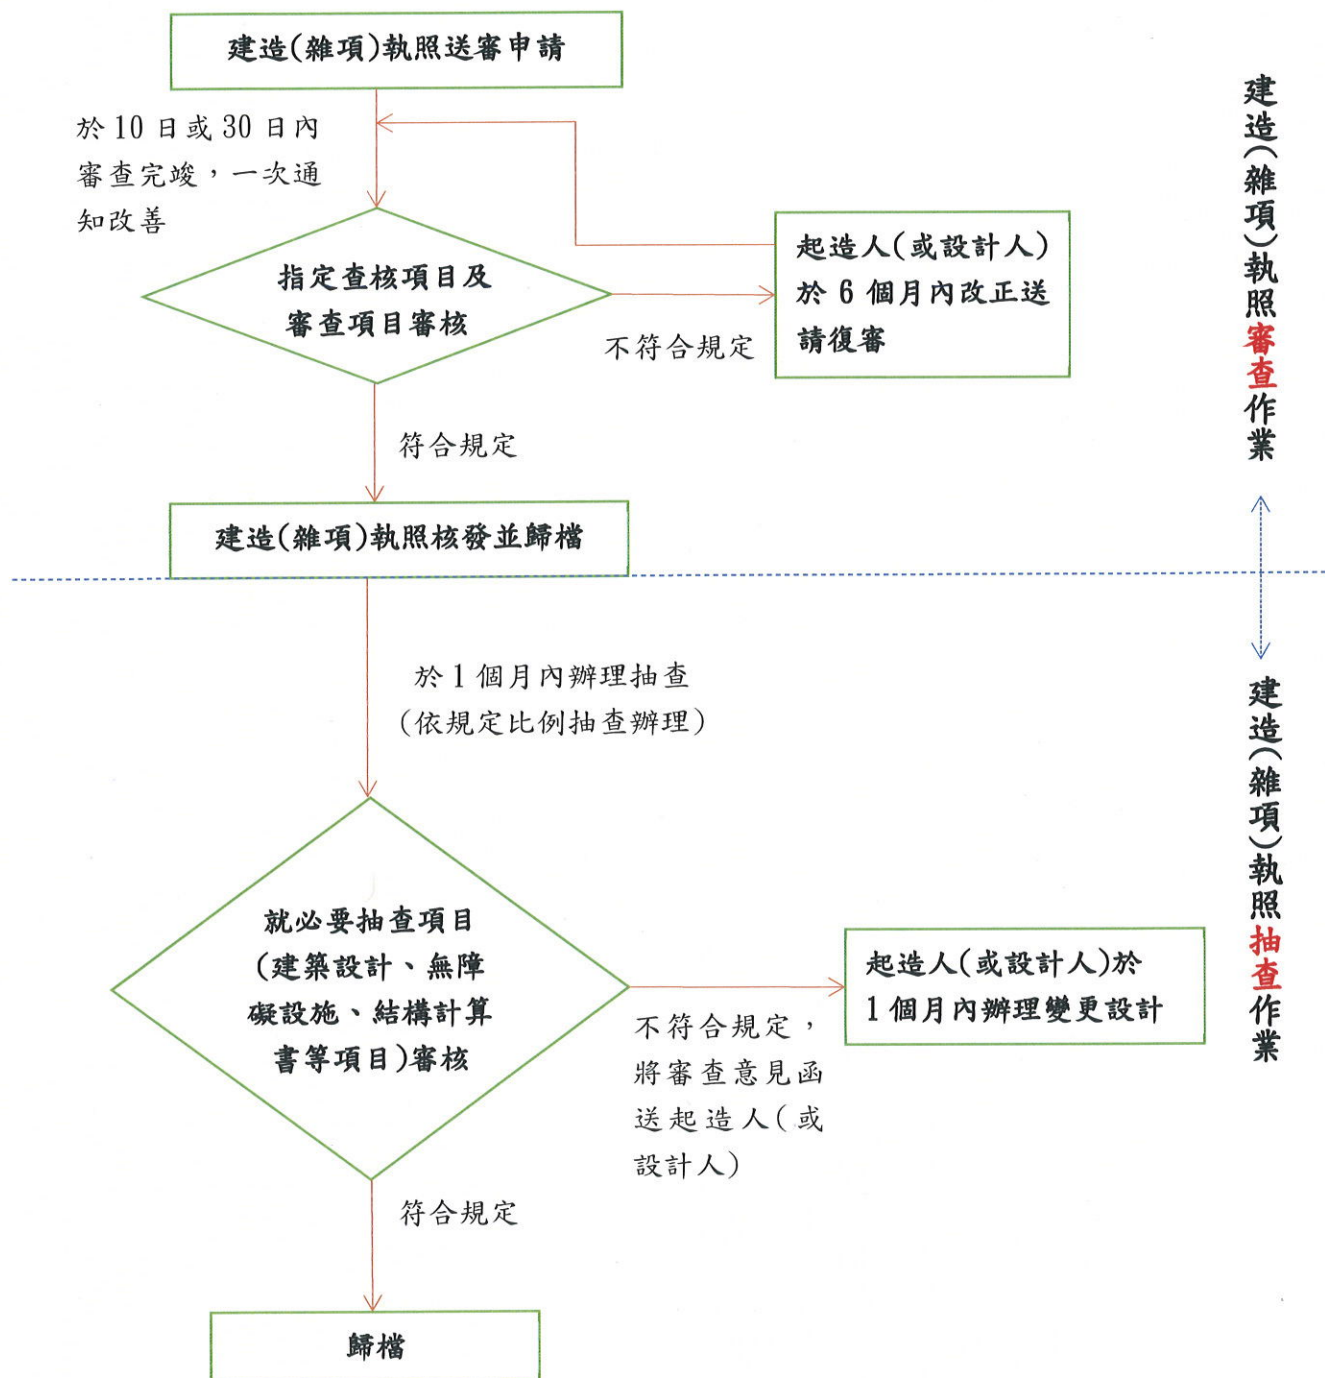 建造(雜項)執照送審申請
於 10 日或 30 日內
審查完竣，一次通
知改善
指定查核項目及
審查項目審核
不符合規定
起造人(或設計人)
於 6 個月內改正送
請復審
符合規定
建造(雜項)執照核發並歸檔
建造(雜項)執照審查作業
於 1 個月內辦理抽查
(依規定比例抽查辦理)
就必要抽查項目
(建築設計、無障
礙設施、結構計算
書等項目)審核
不符合規定，
將審查意見函
送起造人(或
設計人)
起造人(或設計人)於
1 個月內辦理變更設計
符合規定
歸檔
建造(雜項)執照抽查作業